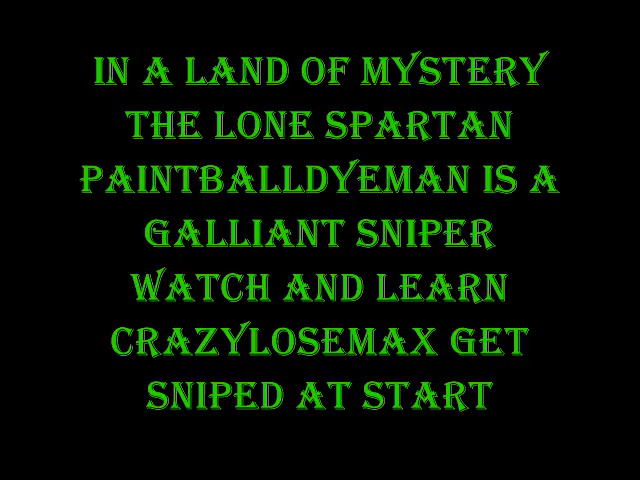 IN A LAND OF MYSTERY
THE LONE SPARTAN
PAINTBALLDYEMAN IS A
GALLIANT SNIPER
WATCH AND LEARN
CRAZYLOSEMAX GET
SNIPED AT START